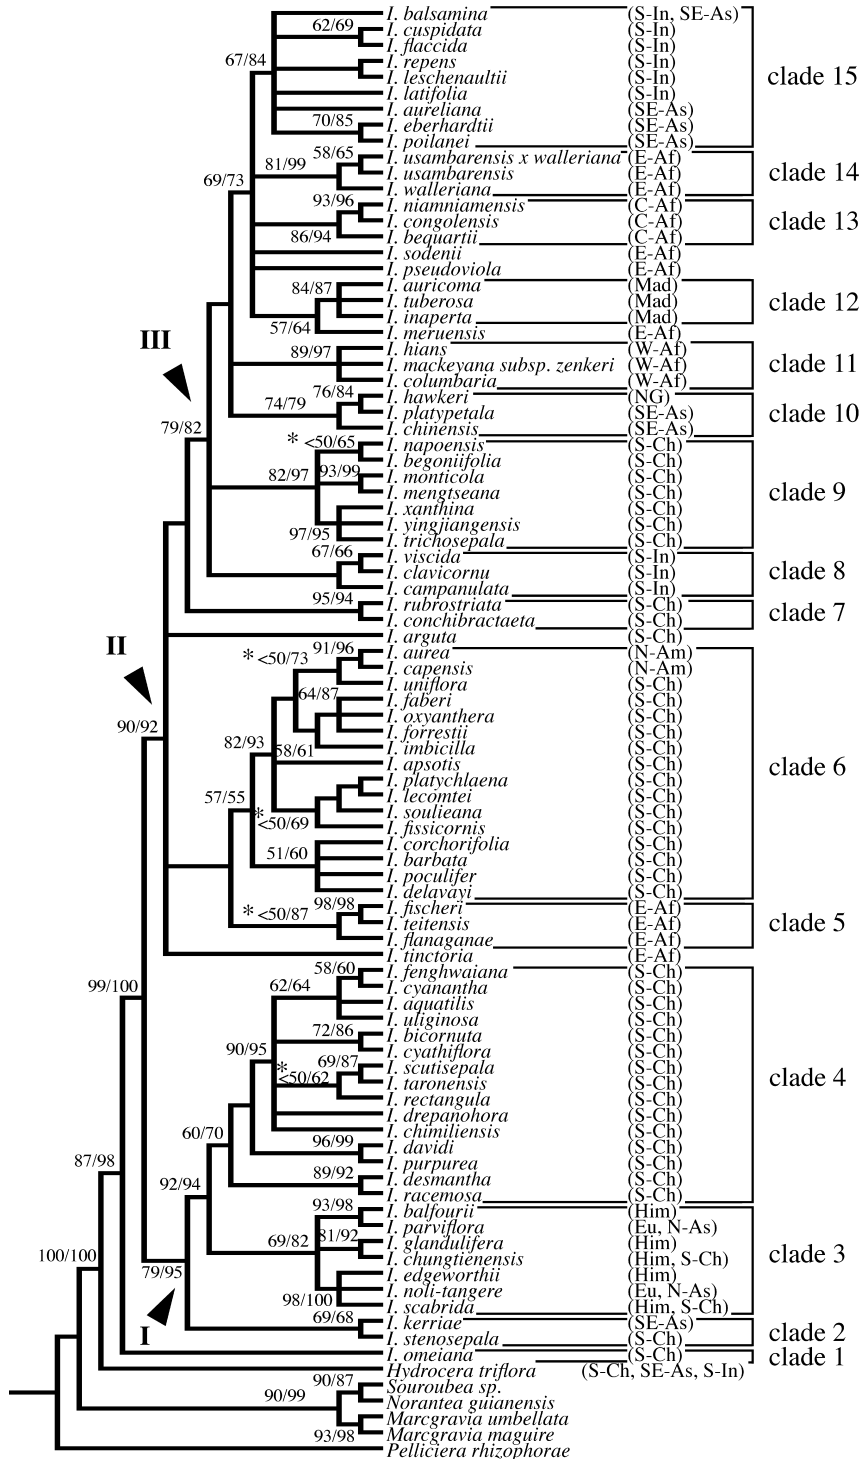 I. balsamina (S-In, SE-As)
62/69 I. cuspidata (S-In)
I. flaccida (S-In)
67/84 I. repens (S-In)
I. leschenaultii (S-In) clade 15
I. latifolia (S-In)
I. aureliana (SE-As)
70/85 I. eberhardtii (SE-As)
I. poilanei (SE-As)
58/65 I. usambarensis x walleriana (E-Af)
81/99 I. usambarensis (E-Af) clade 14
69/73 I. walleriana (E-Af)
93/96 I. niamniamensis (C-Af)
I. congolensis (C-Af) clade 13
86/94 I. bequartii (C-Af)
I. sodenii (E-Af)
I. pseudoviola (E-Af)
84/87 I. auricoma (Mad)
I. tuberosa (Mad) clade 12
I. inaperta (Mad)
57/64 I. meruensis (E-Af)
III 89/97 I. hians (W-Af)
I. mackeyana subsp. zenkeri (W-Af) clade 11
I. columbaria (W-Af)
76/84 I. hawkeri (NG)
74/79 I. platypetala (SE-As) clade 10
79/82 I. chinensis (SE-As)
* <50/65 I. napoensis (S-Ch)
I. begoniifolia (S-Ch)
82/97 93/99 I. monticola (S-Ch)
I. mengtseana (S-Ch) clade 9
I. xanthina (S-Ch)
I. yingjiangensis (S-Ch)
97/95 I. trichosepala (S-Ch)
67/66 I. viscida (S-In)
I. clavicornu (S-In) clade 8
I. campanulata (S-In)
95/94 I. rubrostriata (S-Ch)
I. conchibractaeta (S-Ch) clade 7
I. arguta (S-Ch)
II * <50/73 91/96 I. aurea (N-Am)
I. capensis (N-Am)
I. uniflora (S-Ch)
64/87 I. faberi (S-Ch)
I. oxyanthera (S-Ch)
90/92 I. forrestii (S-Ch)
82/93 58/61 I. imbicilla (S-Ch)
I. apsotis (S-Ch) clade 6
I. platychlaena (S-Ch)
57/55 I. lecomtei (S-Ch)
* I. soulieana (S-Ch)
<50/69 I. fissicornis (S-Ch)
I. corchorifolia (S-Ch)
51/60 I. barbata (S-Ch)
I. poculifer (S-Ch)
I. delavayi (S-Ch)
* <50/87 98/98 I. fischeri (E-Af)
I. teitensis (E-Af) clade 5
I. flanaganae (E-Af)
I. tinctoria (E-Af)
58/60 I. fenghwaiana (S-Ch)
99/100 62/64 I. cyanantha (S-Ch)
I. aquatilis (S-Ch)
I. uliginosa (S-Ch)
72/86 I. bicornuta (S-Ch)
90/95 I. cyathiflora (S-Ch)
* 69/87 I. scutisepala (S-Ch)
<50/62 I. taronensis (S-Ch) clade 4
I. rectangula (S-Ch)
I. drepanohora (S-Ch)
I. chimiliensis (S-Ch)
60/70 96/99 I. davidi (S-Ch)
87/98 I. purpurea (S-Ch)
92/94 89/92 I. desmantha (S-Ch)
I. racemosa (S-Ch)
93/98 I. balfourii (Him)
I. parviflora (Eu, N-As)
69/82 81/92 I. glandulifera (Him)
100/100 I. chungtienensis (Him, S-Ch) clade 3
79/95 I. edgeworthii (Him)
I. noli-tangere (Eu, N-As)
98/100 I. scabrida (Him, S-Ch)
I 69/68 I. kerriae (SE-As)
I. stenosepala (S-Ch) clade 2
I. omeiana (S-Ch) clade 1
Hydrocera triflora (S-Ch, SE-As, S-In)
90/87 Souroubea sp.
90/99 Norantea guianensis
Marcgravia umbellata
93/98 Marcgravia maguire
Pelliciera rhizophorae